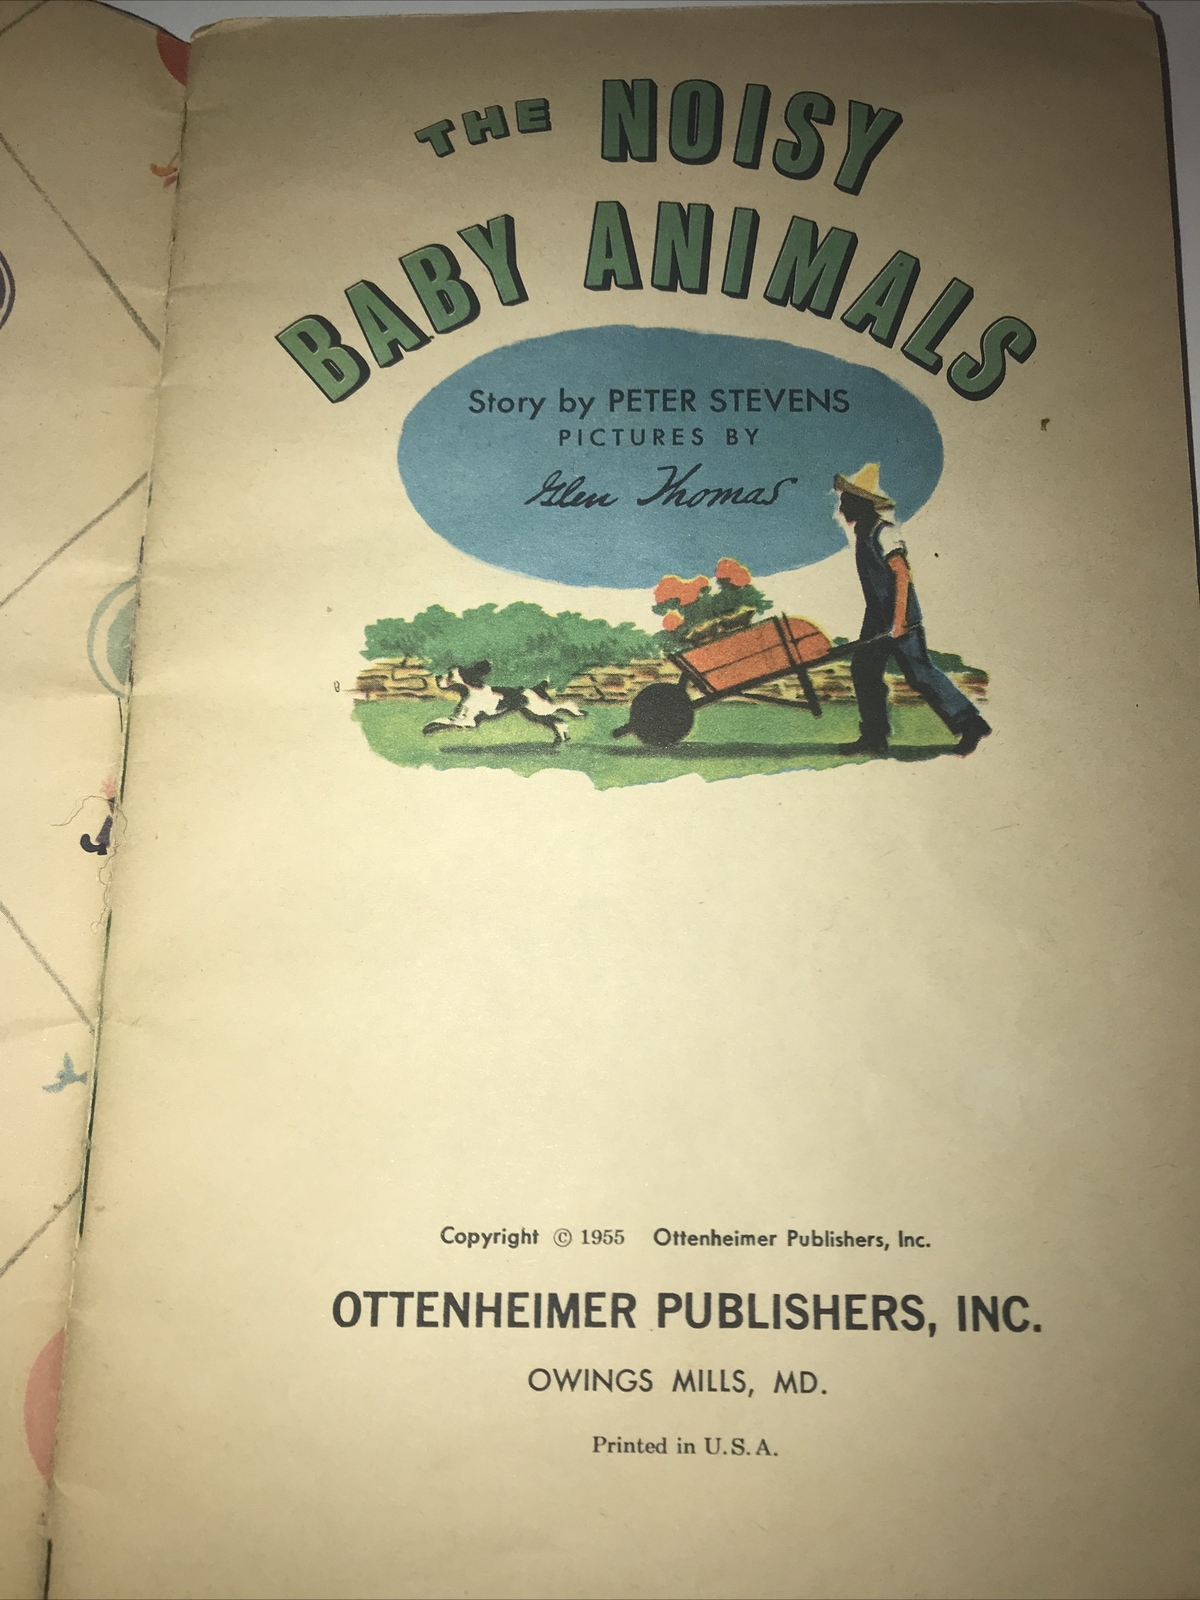 THE NOISY
BABY ANIMALS
Story by PETER STEVENS
PICTURES BY
Glen Thomas
Copyright © 1955 Ottenheimer Publishers, Inc.
OTTENHEIMER PUBLISHERS, INC.
OWINGS MILLS, MD.
Printed in U.S.A.